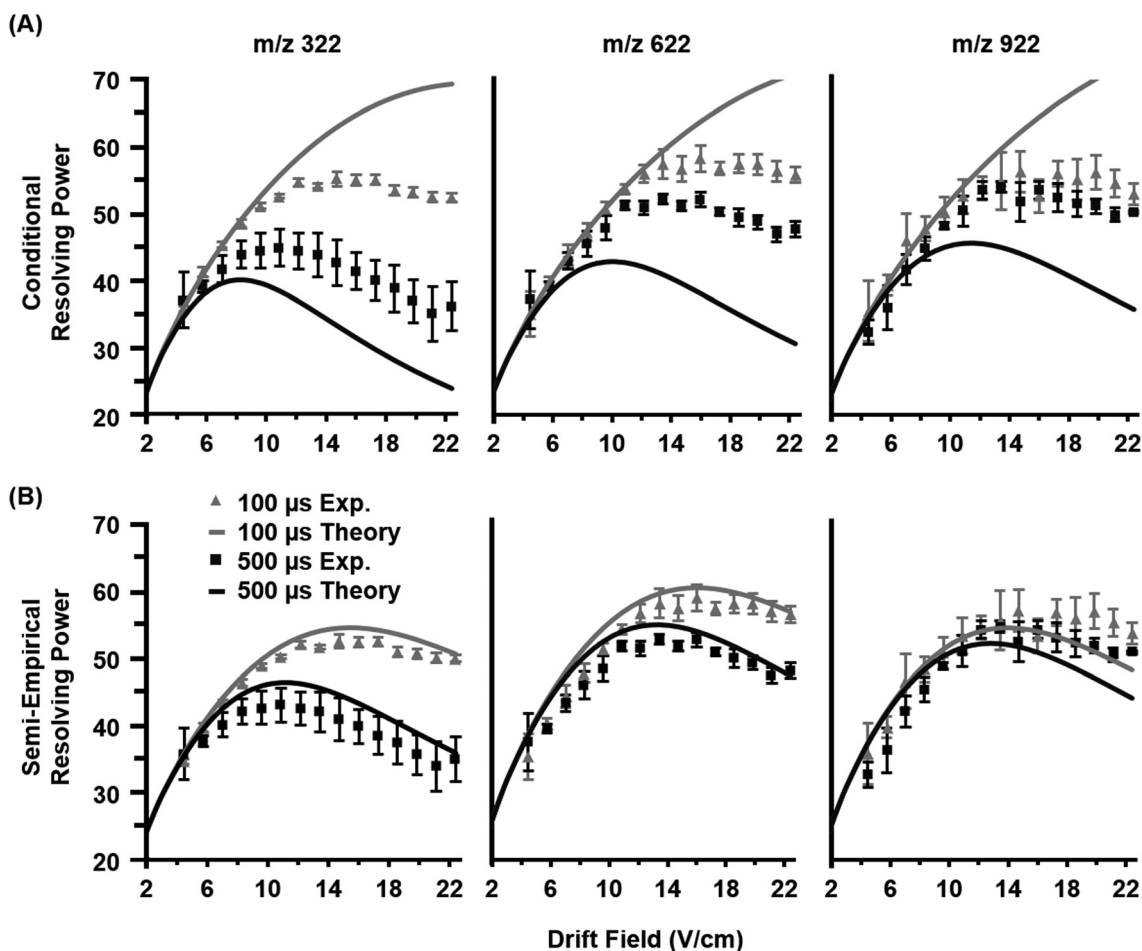 (A)
m/z 322
m/z 622
m/z 922
Conditional
Resolving Power
70
60
50
40
30
20
2 6 10 14 18 22
2 6 10 14 18 22
2 6 10 14 18 22
(B)
100 µs Exp.
100 µs Theory
500 µs Exp.
500 µs Theory
Semi-Empirical
Resolving Power
70
60
50
40
30
20
2 6 10 14 18 22
2 6 10 14 18 22
2 6 10 14 18 22
Drift Field (V/cm)